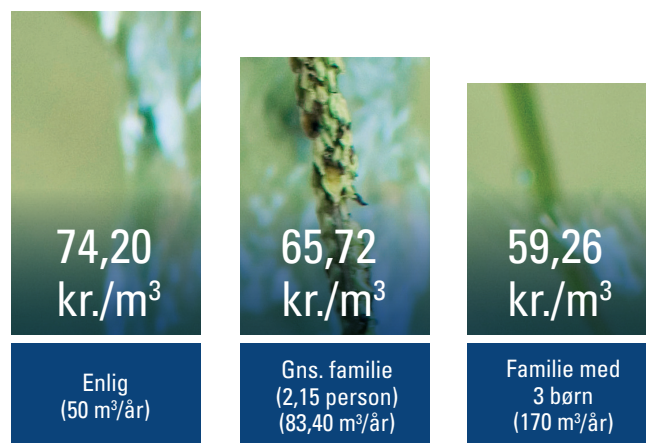 74,20
kr./m³
Enlig
(50 m³/år)
65,72
kr./m³
Gns. familie
(2,15 person)
(83,40 m³/år)
59,26
kr./m³
Familie med
3 børn
(170 m³/år)